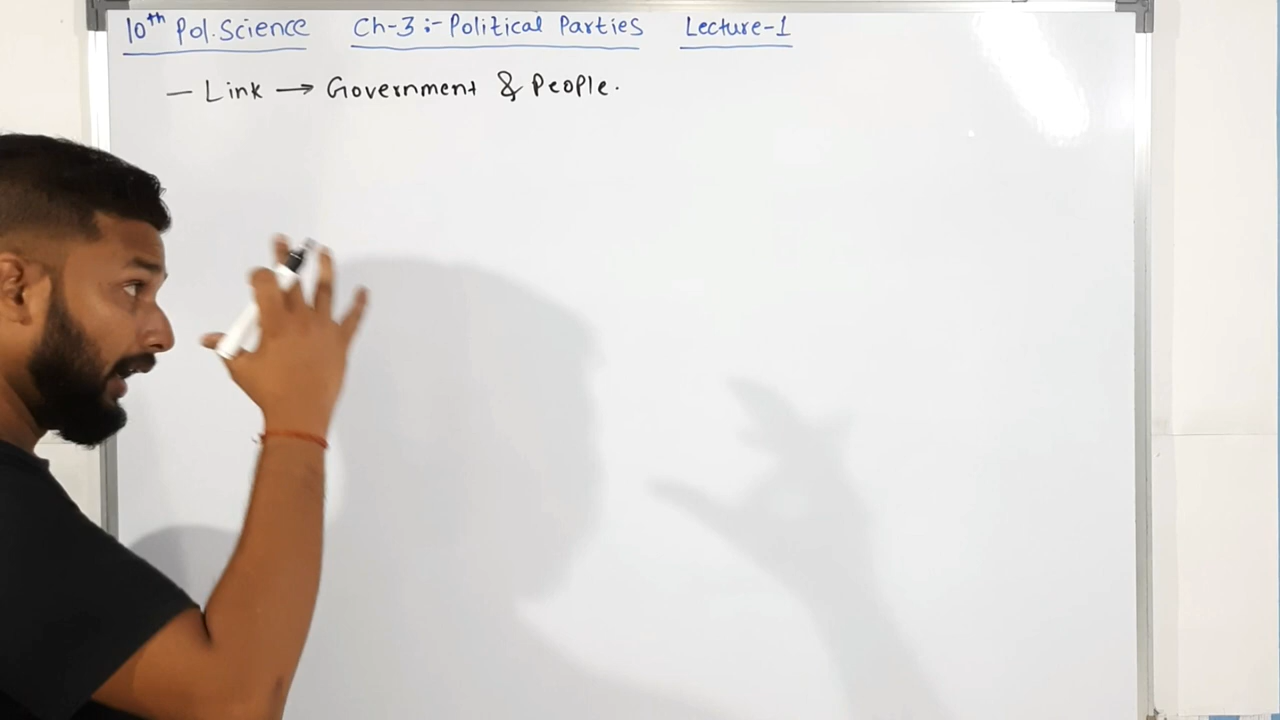 10th Pol.Science Ch-3:- Political Parties Lecture-1
— Link → Government & People.